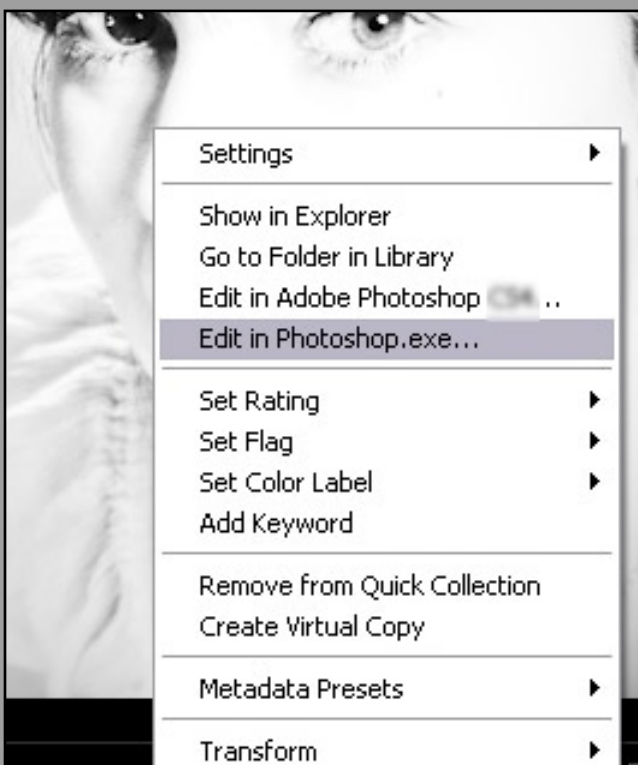 Settings
Show in Explorer
Go to Folder in Library
Edit in Adobe Photoshop ..
Edit in Photoshop.exe...
Set Rating
Set Flag
Set Color Label
Add Keyword
Remove from Quick Collection
Create Virtual Copy
Metadata Presets
Transform